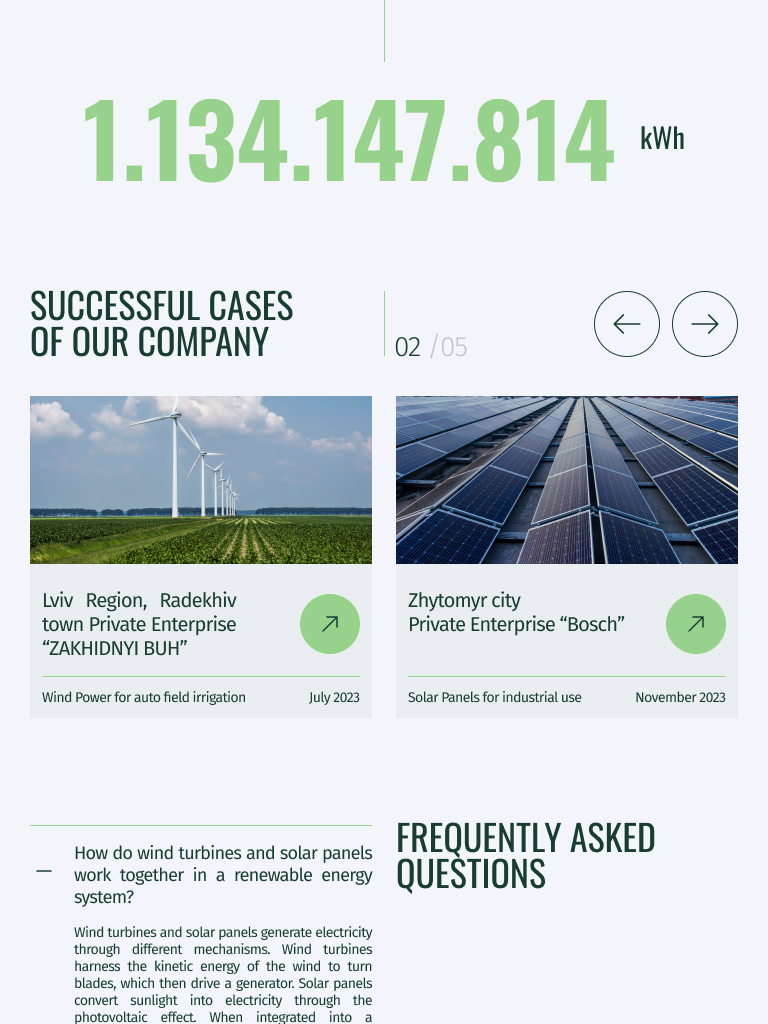 1.134.147.814 kWh
SUCCESSFUL CASES
OF OUR COMPANY
02 /05
Lviv Region, Radekhiv
town Private Enterprise
“ZAKHIDNYI BUH”
Wind Power for auto field irrigation
July 2023
Zhytomyr city
Private Enterprise “Bosch”
Solar Panels for industrial use
November 2023
FREQUENTLY ASKED
QUESTIONS
How do wind turbines and solar panels
work together in a renewable energy
system?
Wind turbines and solar panels generate electricity
through different mechanisms. Wind turbines
harness the kinetic energy of the wind to turn
blades, which then drive a generator. Solar panels
convert sunlight into electricity through the
photovoltaic effect. When integrated into a